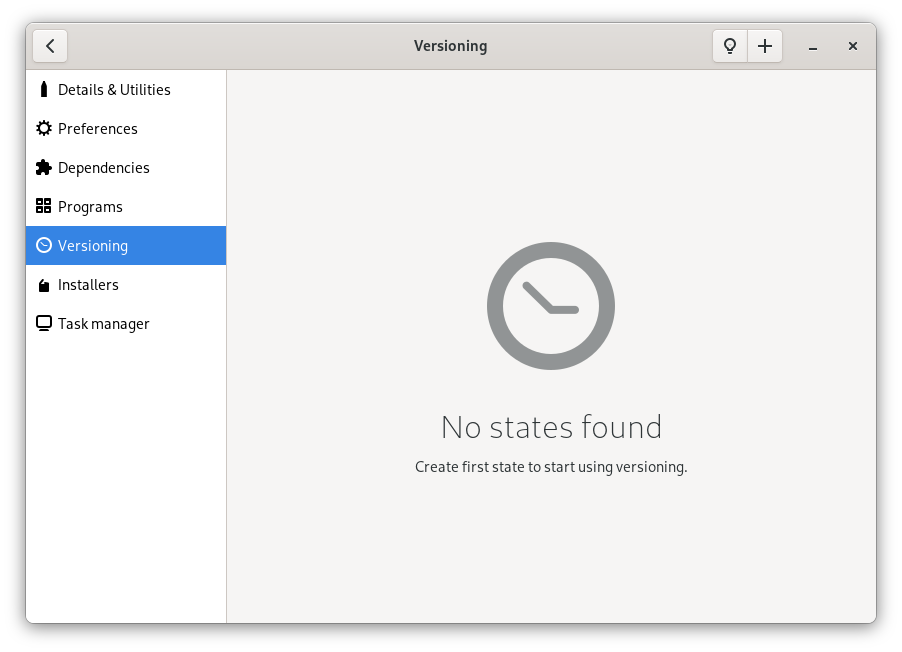 Versioning
Details & Utilities
Preferences
Dependencies
Programs
Versioning
Installers
Task manager
No states found
Create first state to start using versioning.